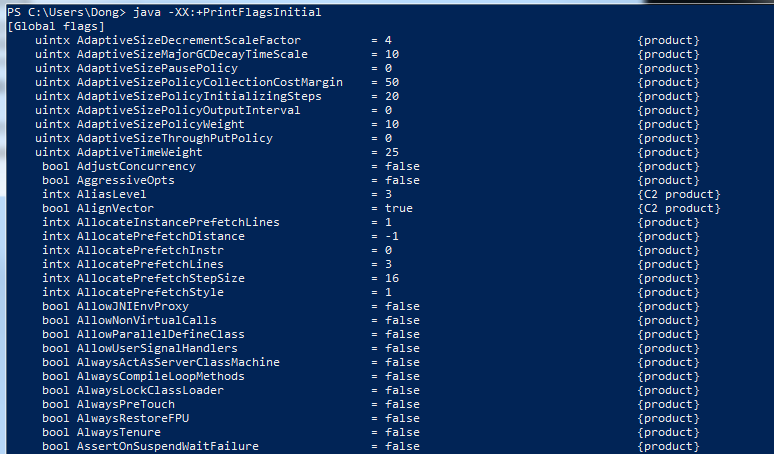 PS C:\Users\Dong> java -XX:+PrintFlagsInitial
[Global flags]
uintx AdaptiveSizeDecrementScaleFactor = 4 {product}
uintx AdaptiveSizeMajorGCDecayTimeScale = 10 {product}
uintx AdaptiveSizePausePolicy = 0 {product}
uintx AdaptiveSizePolicyCollectionCostMargin = 50 {product}
uintx AdaptiveSizePolicyInitializingSteps = 20 {product}
uintx AdaptiveSizePolicyOutputInterval = 0 {product}
uintx AdaptiveSizePolicyWeight = 10 {product}
uintx AdaptiveSizeThroughPutPolicy = 0 {product}
uintx AdaptiveTimeWeight = 25 {product}
bool AdjustConcurrency = false {product}
bool AggressiveOpts = false {product}
intx AliasLevel = 3 {C2 product}
bool AlignVector = true {C2 product}
intx AllocateInstancePrefetchLines = 1 {product}
intx AllocatePrefetchDistance = -1 {product}
intx AllocatePrefetchInstr = 0 {product}
intx AllocatePrefetchLines = 3 {product}
intx AllocatePrefetchStepSize = 16 {product}
intx AllocatePrefetchStyle = 1 {product}
bool AllowJNIEnvProxy = false {product}
bool AllowNonVirtualCalls = false {product}
bool AllowParallelDefineClass = false {product}
bool AllowUserSignalHandlers = false {product}
bool AlwaysActAsServerClassMachine = false {product}
bool AlwaysCompileLoopMethods = false {product}
bool AlwaysLockClassLoader = false {product}
bool AlwaysPreTouch = false {product}
bool AlwaysRestoreFPU = false {product}
bool AlwaysTenure = false {product}
bool AssertOnSuspendWaitFailure = false {product}